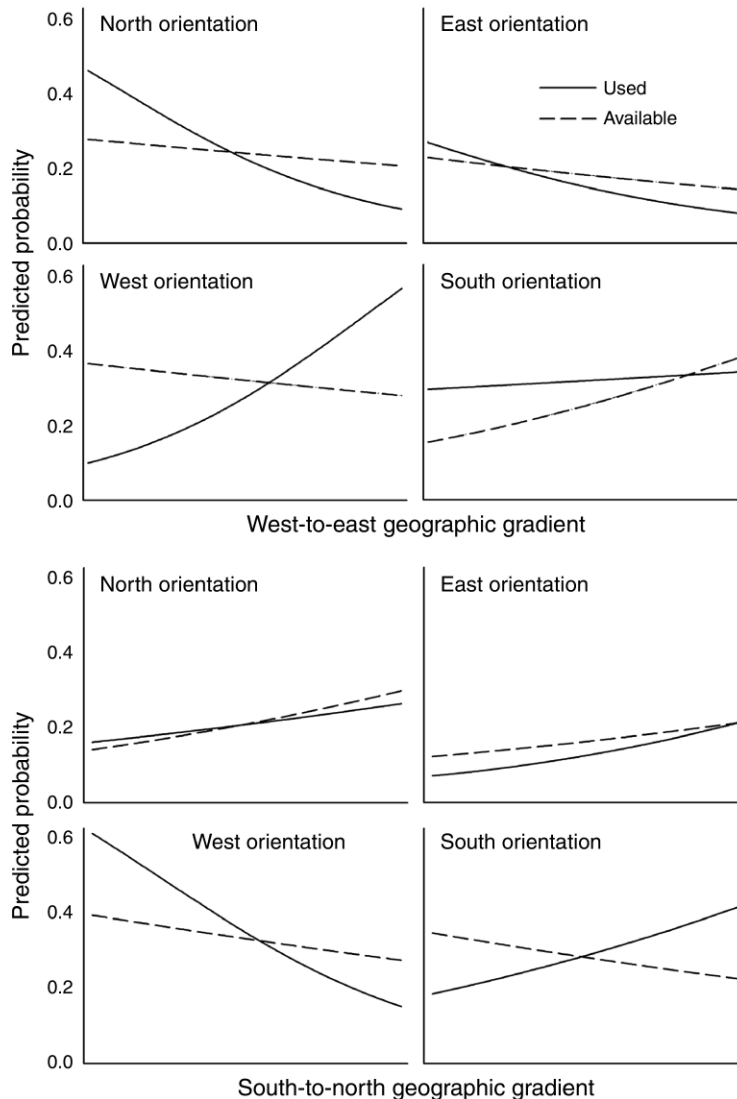 0.6
North orientation
East orientation
Used
Available
0.4
0.2
0.0
Predicted probability
0.6
West orientation
South orientation
0.4
0.2
0.0
West-to-east geographic gradient
0.6
North orientation
East orientation
0.4
0.2
0.0
Predicted probability
0.6
West orientation
South orientation
0.4
0.2
0.0
South-to-north geographic gradient